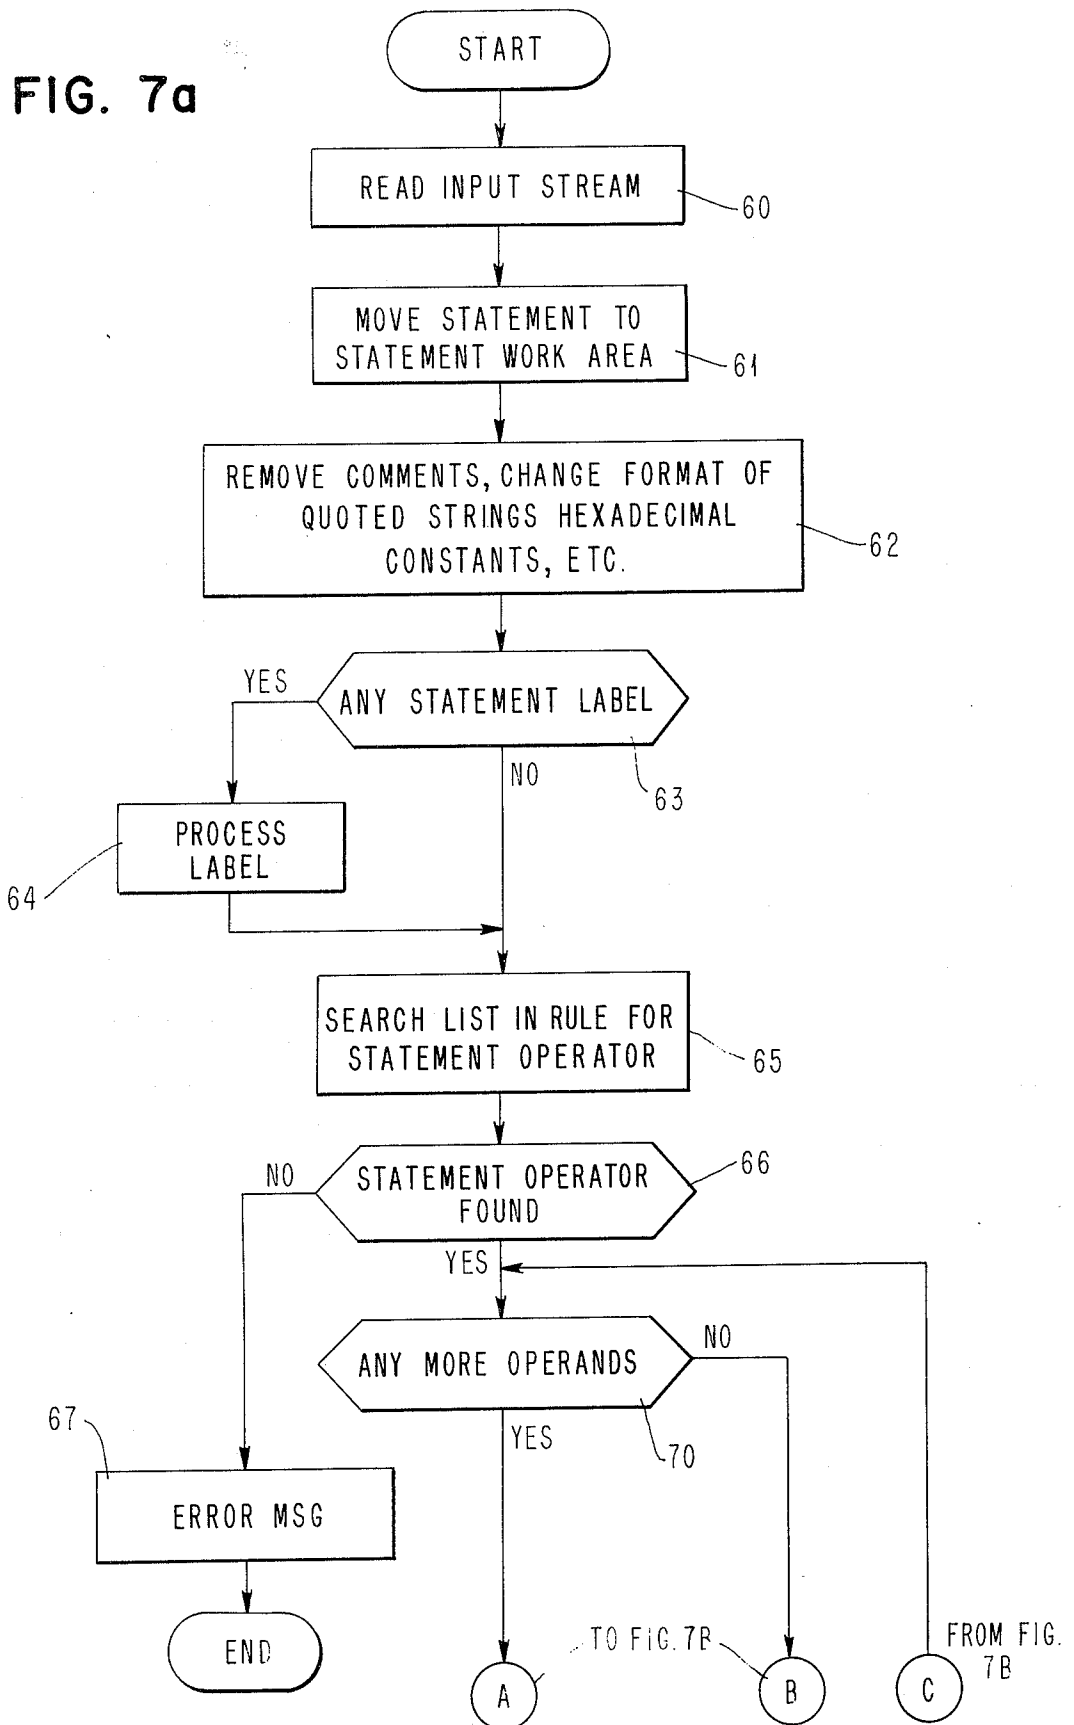 START
FIG. 7a
READ INPUT STREAM
60
MOVE STATEMENT TO
STATEMENT WORK AREA
61
REMOVE COMMENTS, CHANGE FORMAT OF
QUOTED STRINGS HEXADECIMAL
CONSTANTS, ETC.
62
YES
ANY STATEMENT LABEL
NO
63
PROCESS
LABEL
64
SEARCH LIST IN RULE FOR
STATEMENT OPERATOR
65
NO
STATEMENT OPERATOR
FOUND
66
YES
ANY MORE OPERANDS
NO
67
YES
70
ERROR MSG
END
TO FIG. 7B
FROM FIG.
7B
A
B
C